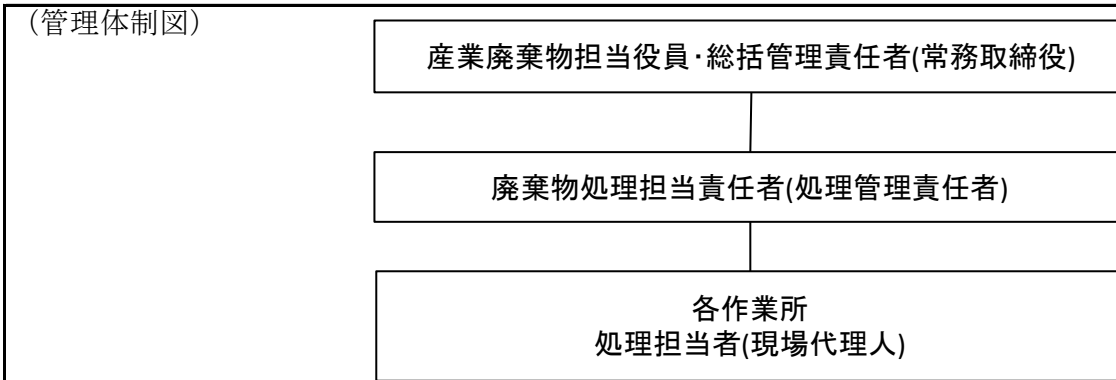 （管理体制図）
産業廃棄物担当役員･総括管理責任者(常務取締役)
廃棄物処理担当責任者(処理管理責任者)
各作業所
処理担当者(現場代理人)